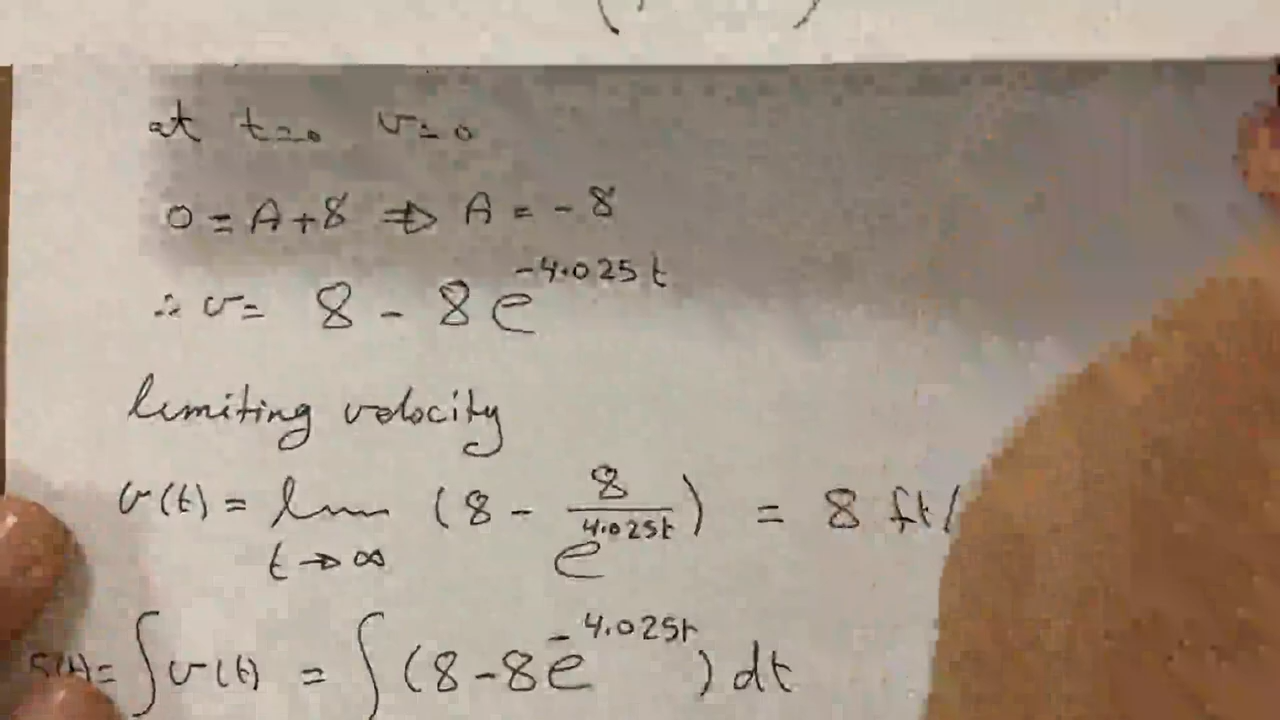 at t=0 v=0
0 = A+8 ⇒ A = -8
∴ v= 8 - 8e^{-4.025t}
limiting velocity
v(t) = lim_{t→∞} (8 - 8/e^{4.025t}) = 8 ft/
S(t)= ∫v(t) = ∫(8-8e^{-4.025t}) dt